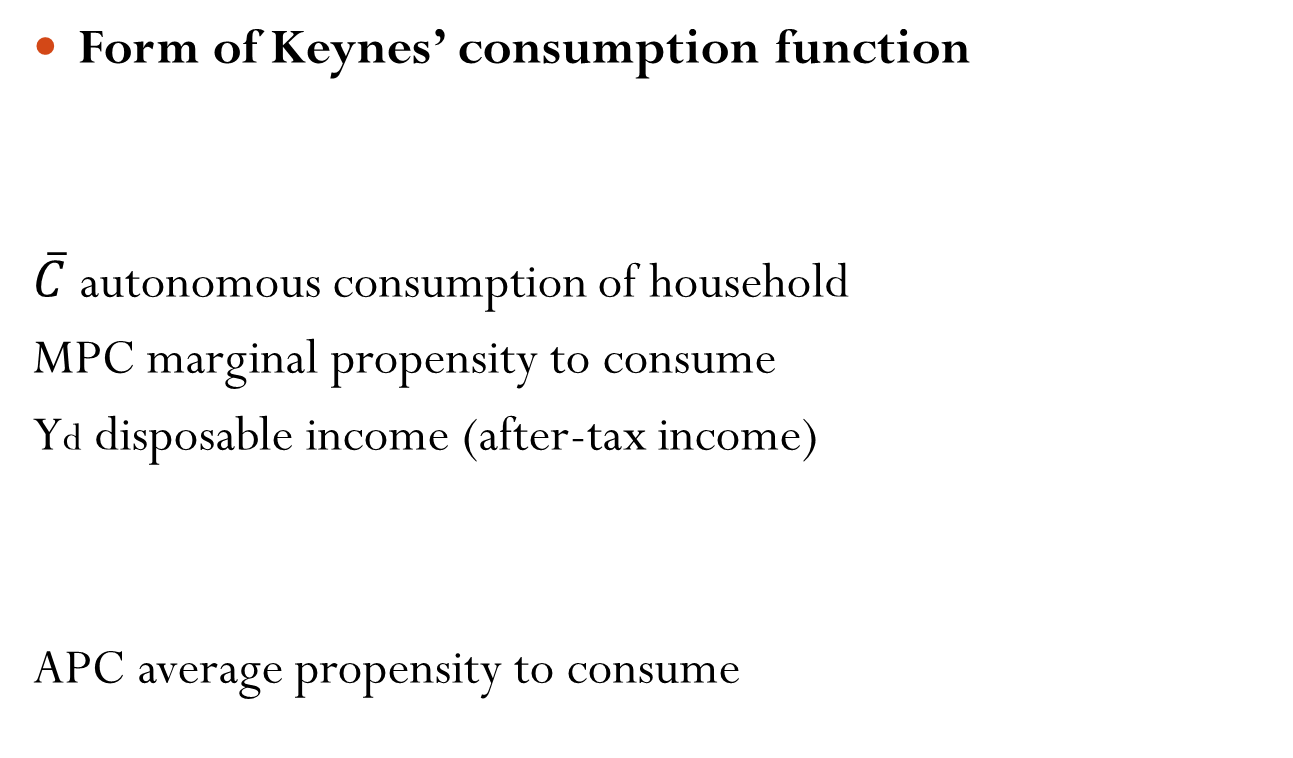 • Form of Keynes’ consumption function
C̄ autonomous consumption of household
MPC marginal propensity to consume
Yd disposable income (after-tax income)
APC average propensity to consume